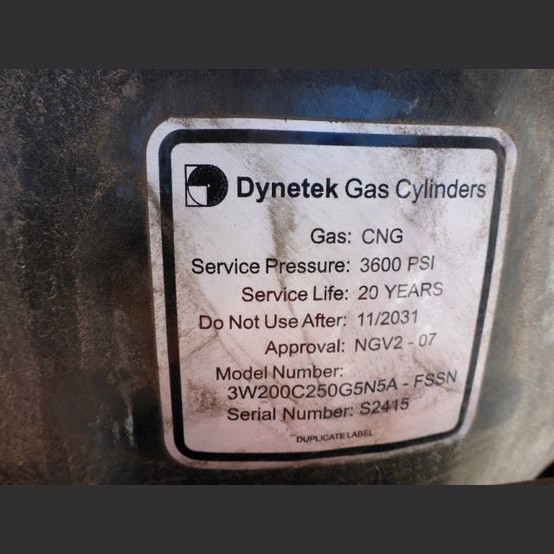 Dynetek Gas Cylinders
Gas: CNG
Service Pressure: 3600 PSI
Service Life: 20 YEARS
Do Not Use After: 11/2031
Approval: NGV2 - 07
Model Number:
3W200C250G5N5A - FSSN
Serial Number: S2415
DUPLICATE LABEL